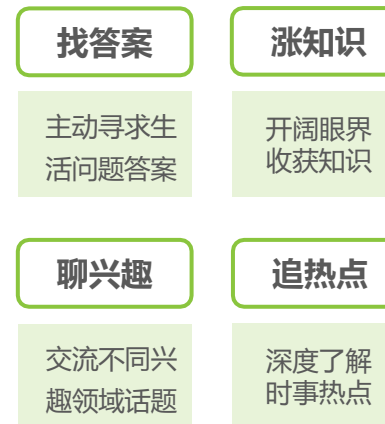 找答案
涨知识
主动寻求生
活问题答案
开阔眼界
收获知识
聊兴趣
追热点
交流不同兴
趣领域话题
深度了解
时事热点